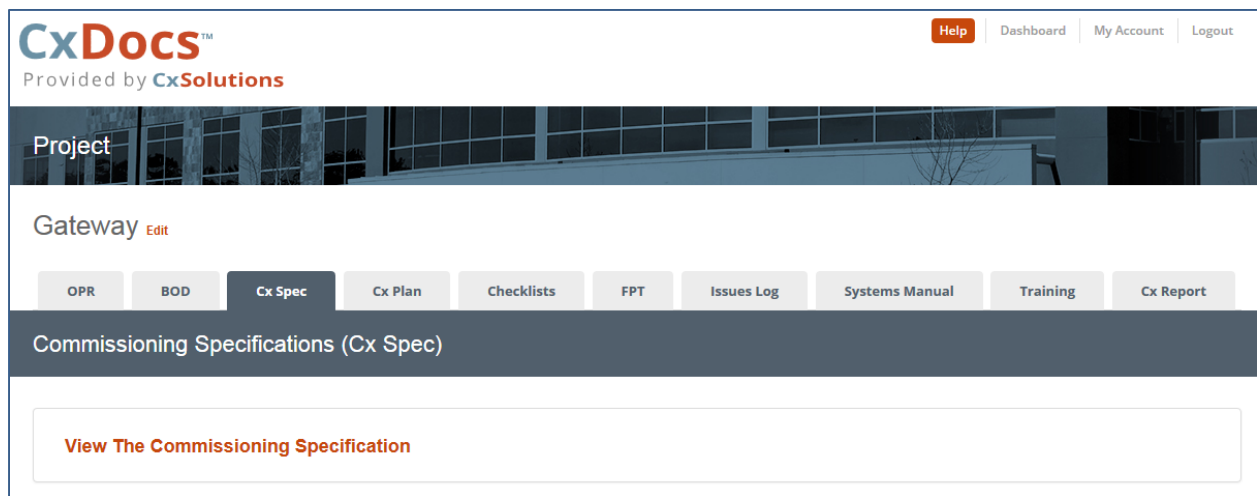 CxDocs™
Provided by CxSolutions
Help Dashboard My Account Logout
Project
Gateway Edit
OPR BOD Cx Spec Cx Plan Checklists FPT Issues Log Systems Manual Training Cx Report
Commissioning Specifications (Cx Spec)
View The Commissioning Specification